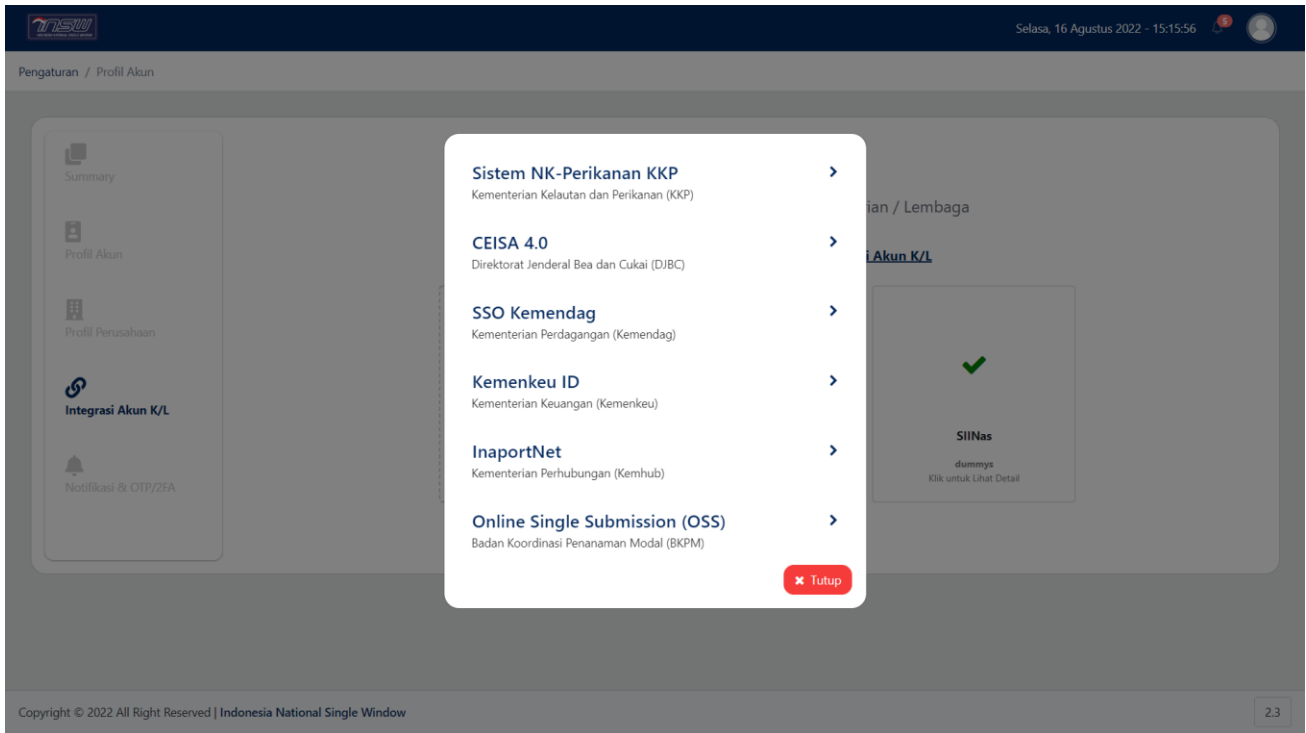 INSW
Selasa, 16 Agustus 2022 - 15:15:56
5
Pengaturan / Profil Akun
Summary
Profil Akun
Profil Perusahaan
Integrasi Akun K/L
Notifikasi & OTP/2FA
Sistem NK-Perikanan KKP
Kementerian Kelautan dan Perikanan (KKP)
CEISA 4.0
Direktorat Jenderal Bea dan Cukai (DJBC)
SSO Kemendag
Kementerian Perdagangan (Kemendag)
Kemenkeu ID
Kementerian Keuangan (Kemenkeu)
InaportNet
Kementerian Perhubungan (Kemhub)
Online Single Submission (OSS)
Badan Koordinasi Penanaman Modal (BKPM)
Tutup
ian / Lembaga
i Akun K/L
SIINas
dummys
Klik untuk Lihat Detail
Copyright © 2022 All Right Reserved | Indonesia National Single Window
2.3